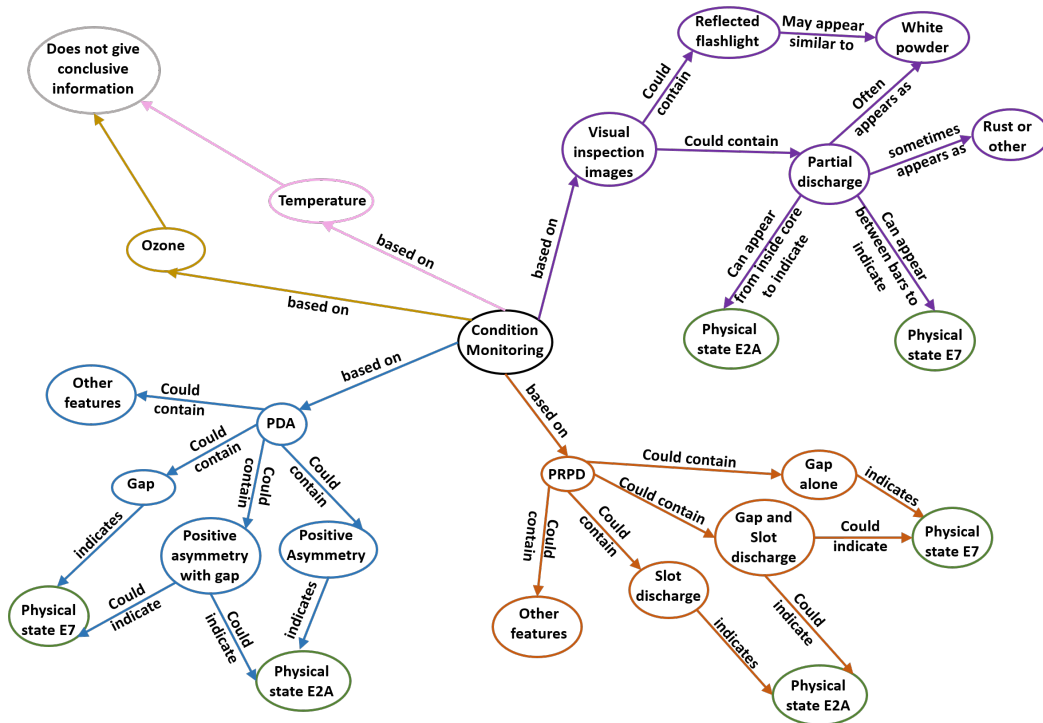 Does not give
conclusive
information
Temperature
Ozone
based on
based on
Condition
Monitoring
based on
Visual
inspection
images
Could
contain
Reflected
flashlight
May appear
similar to
White
powder
Could contain
Partial
discharge
Often
appears as
sometimes
appears as
Rust or
other
Can appear
from inside core
to indicate
Physical
state E2A
Can appear
between bars to
indicate
Physical
state E7
based on
PDA
Could
contain
Other
features
Could
contain
Gap
indicates
Physical
state E7
Could
contain
Positive
asymmetry
with gap
Could
indicate
Could
indicate
Could
contain
Positive
Asymmetry
indicates
Physical
state E2A
based on
PRPD
Could contain
Gap
alone
indicates
Physical
state E7
Could contain
Gap and
Slot
discharge
Could
indicate
Could
indicate
Could
contain
Slot
discharge
indicates
Physical
state E2A
Could
contain
Other
features